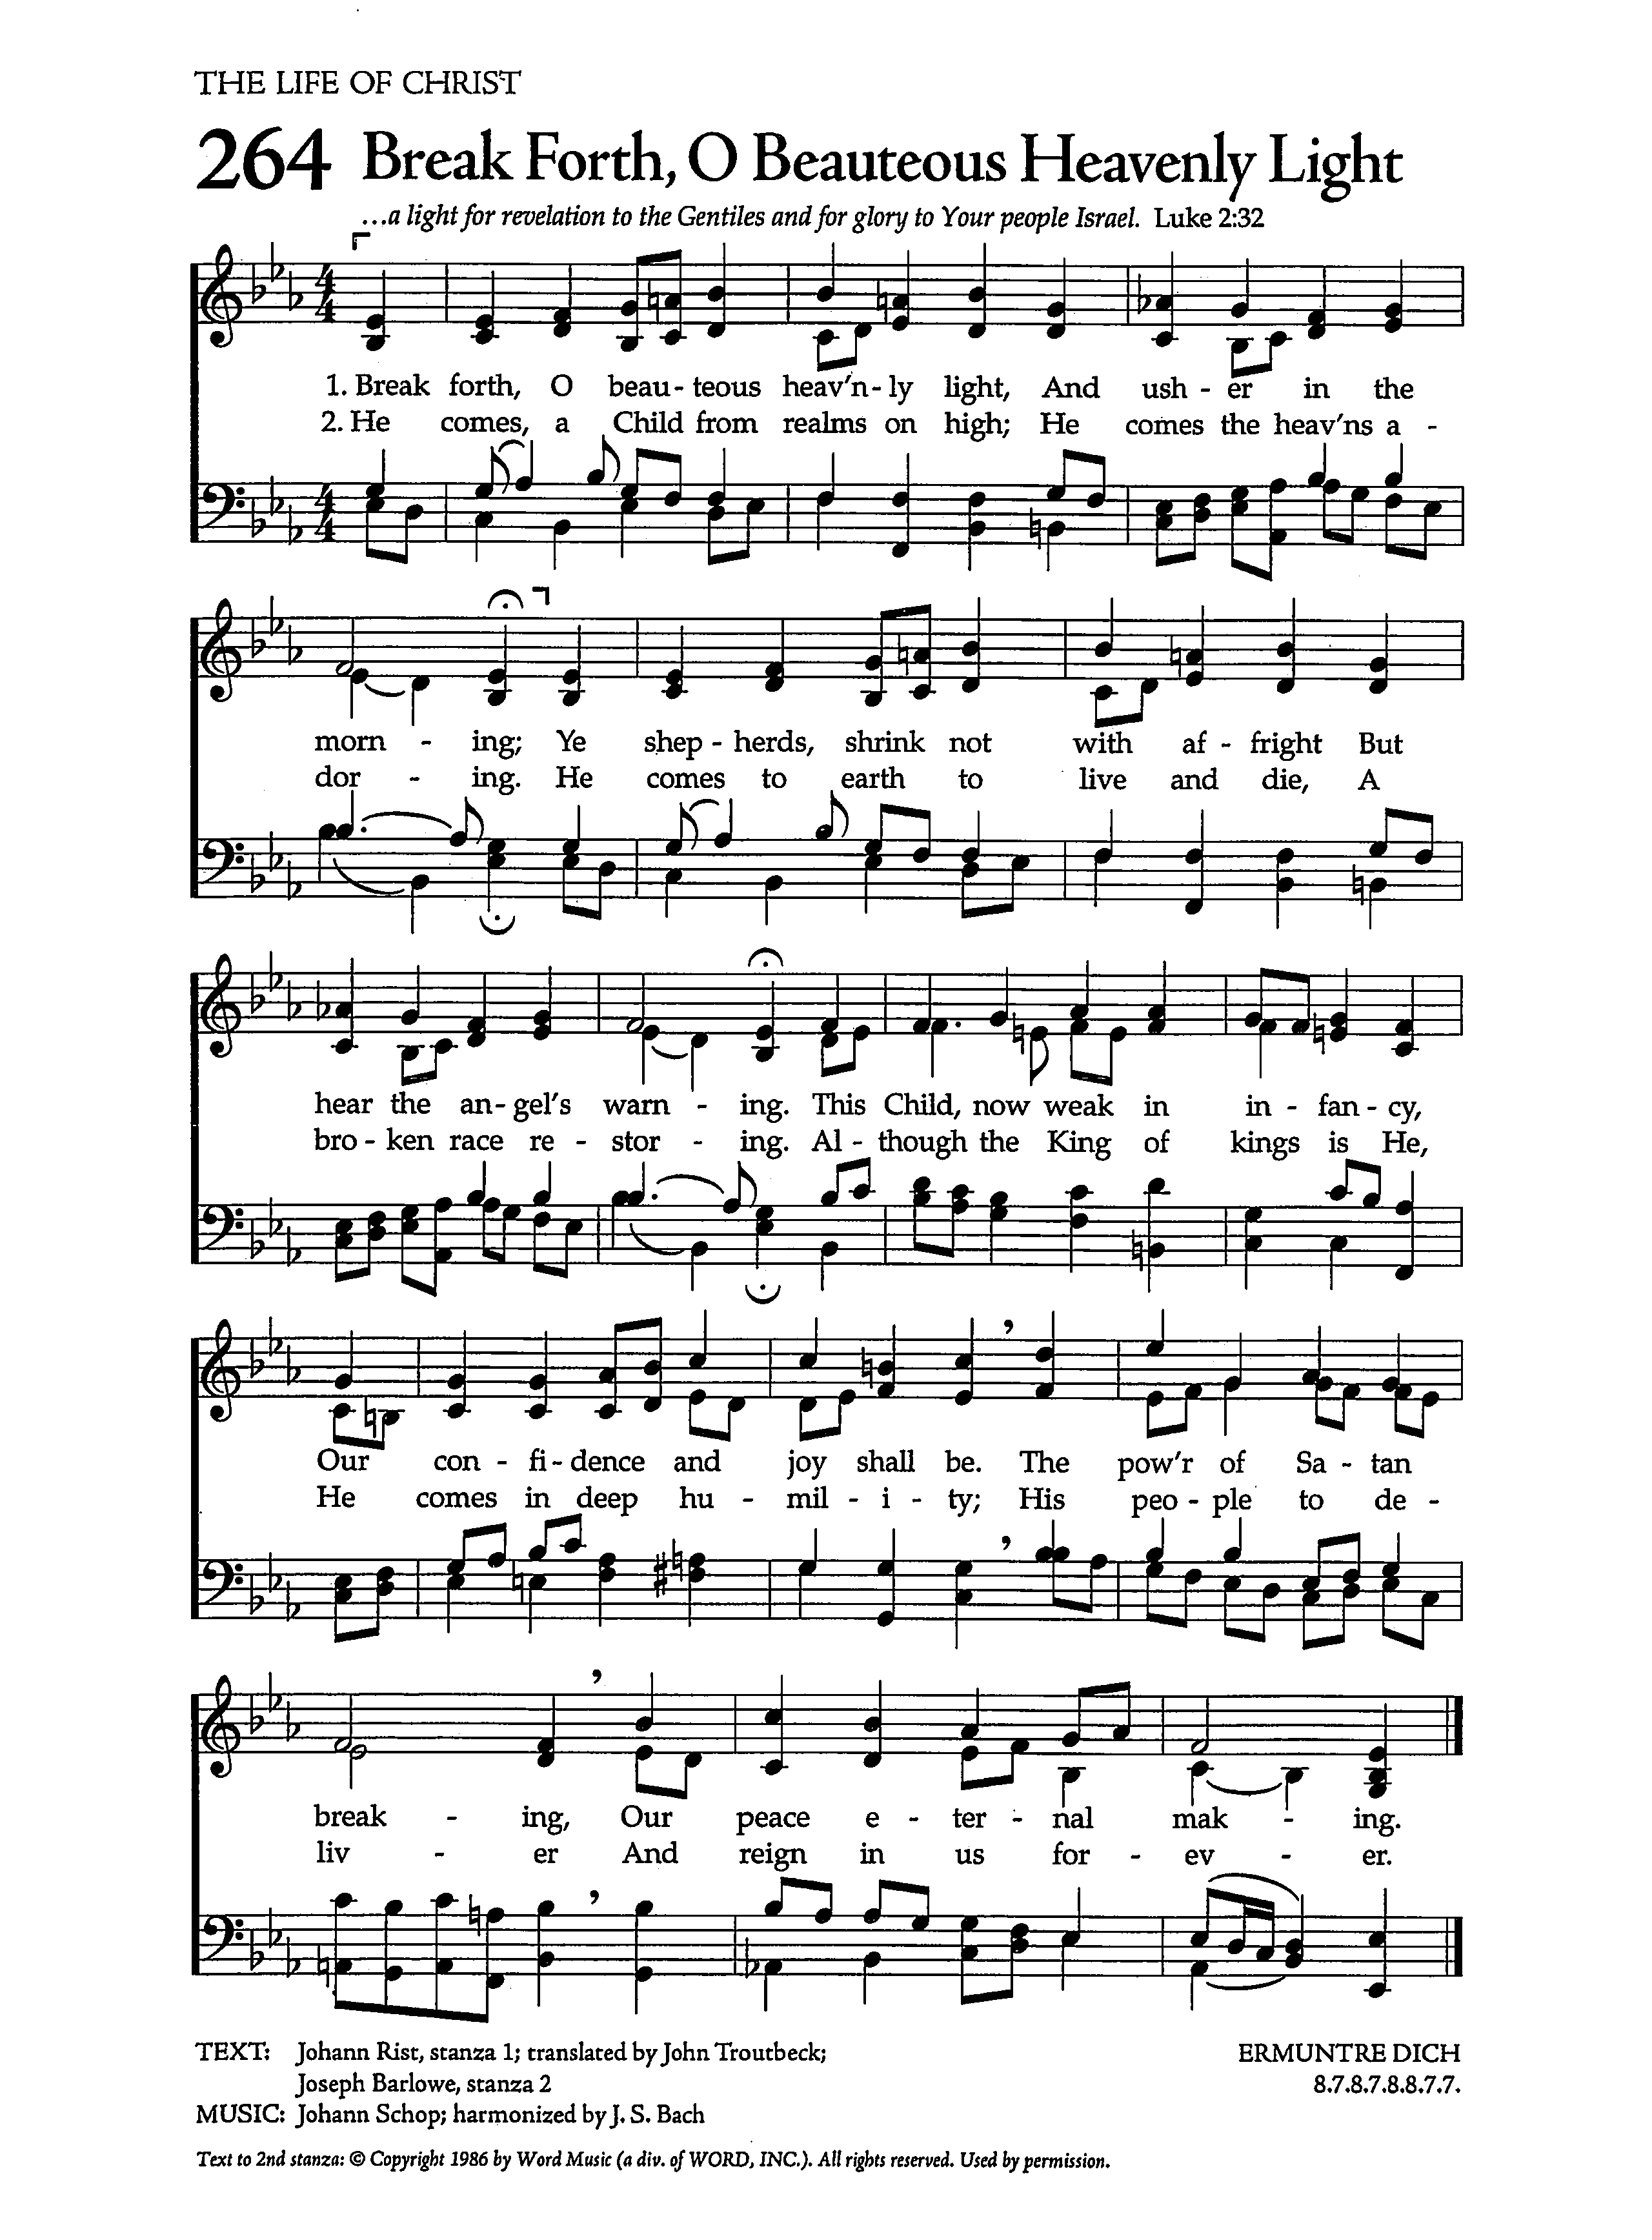 THE LIFE OF CHRIST
264 Break Forth, O Beauteous Heavenly Light
...a light for revelation to the Gentiles and for glory to Your people Israel. Luke 2:32
1. Break forth, O beau - teous heav'n - ly light, And ush - er in the
2. He comes, a Child from realms on high; He comes the heav'ns a -
morn - ing; Ye shep - herds, shrink not with af - fright But
dor - ing. He comes to earth to live and die, A
hear the an - gel's warn - ing. This Child, now weak in in - fan - cy,
bro - ken race re - stor - ing. Al - though the King of kings is He,
Our con - fi - dence and joy shall be. The pow'r of Sa - tan
He comes in deep hu - mil - i - ty; His peo - ple to de -
break - ing, Our peace e - ter - nal mak - ing.
liv - er And reign in us for - ev - er.
TEXT: Johann Rist, stanza 1; translated by John Troutbeck; ERMUNTRE DICH
Joseph Barlowe, stanza 2 8.7.8.7.8.8.7.7.
MUSIC: Johann Schop; harmonized by J. S. Bach
Text to 2nd stanza: © Copyright 1986 by Word Music (a div. of WORD, INC.). All rights reserved. Used by permission.